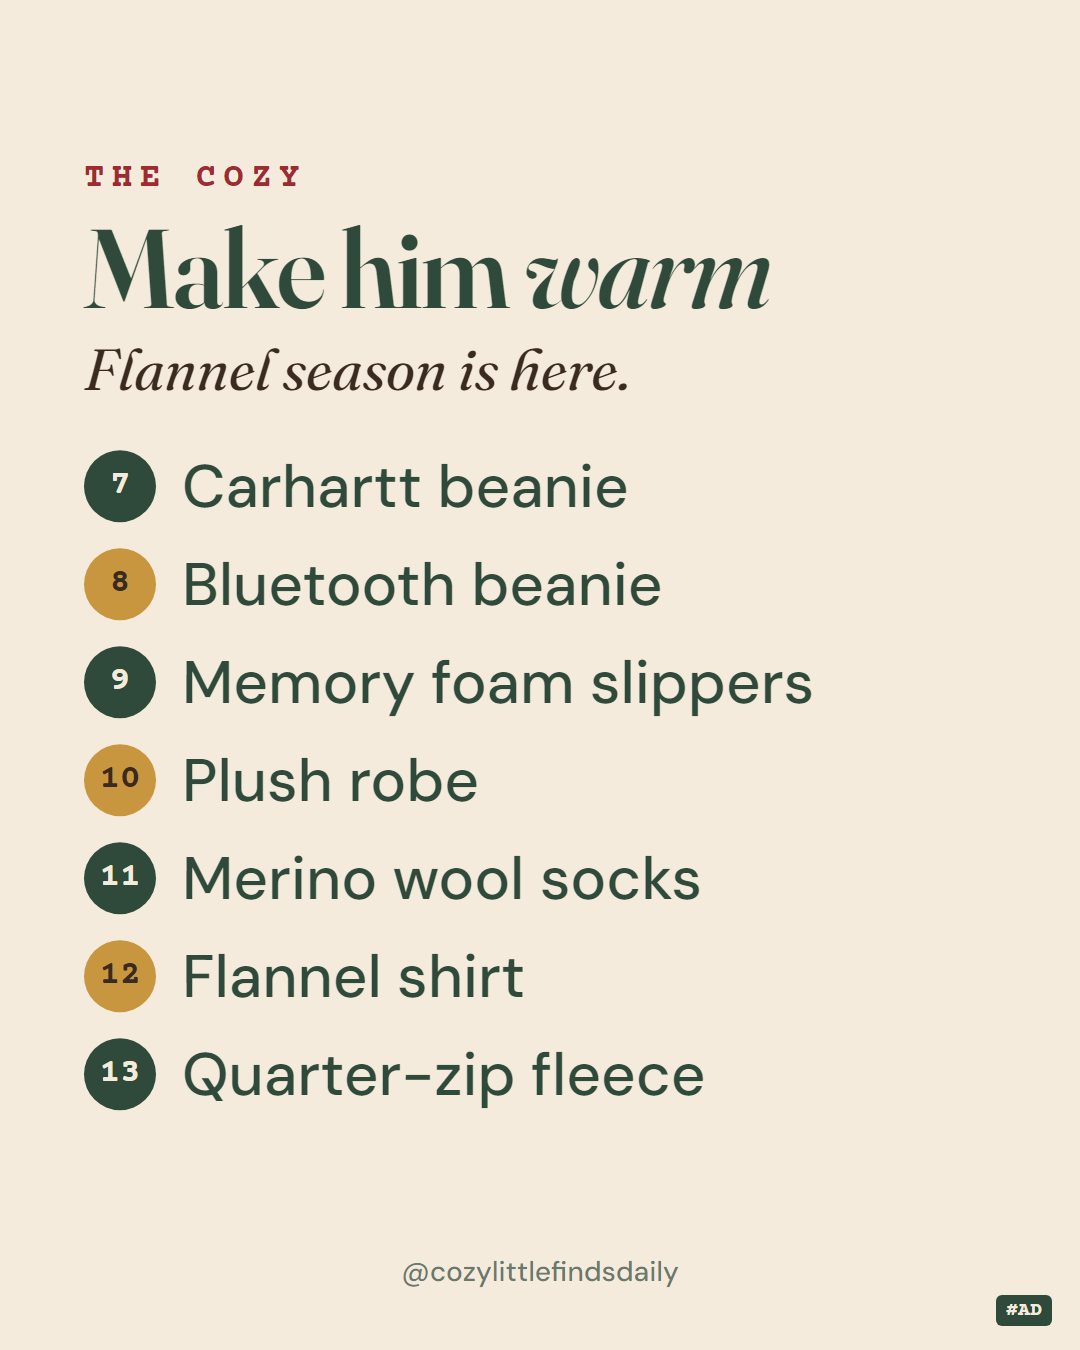 THE COZY
Make him warm
Flannel season is here.
7 Carhartt beanie
8 Bluetooth beanie
9 Memory foam slippers
10 Plush robe
11 Merino wool socks
12 Flannel shirt
13 Quarter-zip fleece
@cozylittlefindsdaily
#AD